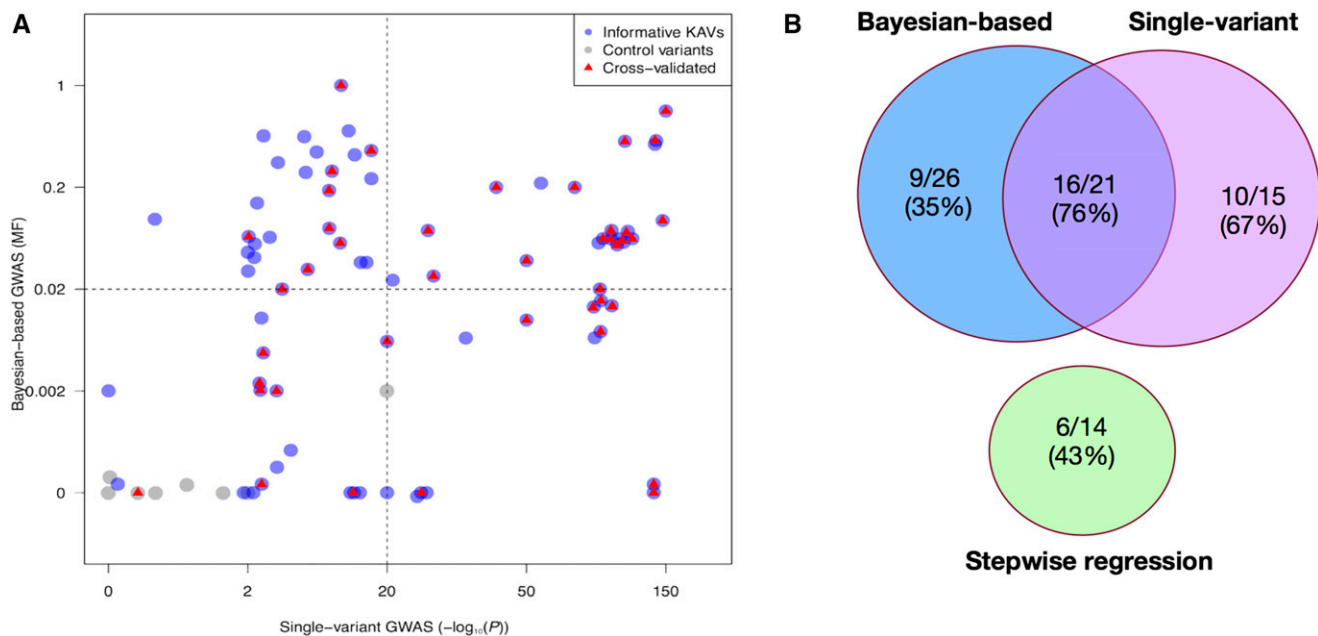 A
Informative KAVs
Control variants
Cross-validated
Bayesian-based GWAS (MF)
1
0.2
0.02
0.002
0
0
2
20
50
150
Single-variant GWAS (-log₁₀(P))
B
Bayesian-based
Single-variant
9/26
(35%)
16/21
(76%)
10/15
(67%)
6/14
(43%)
Stepwise regression